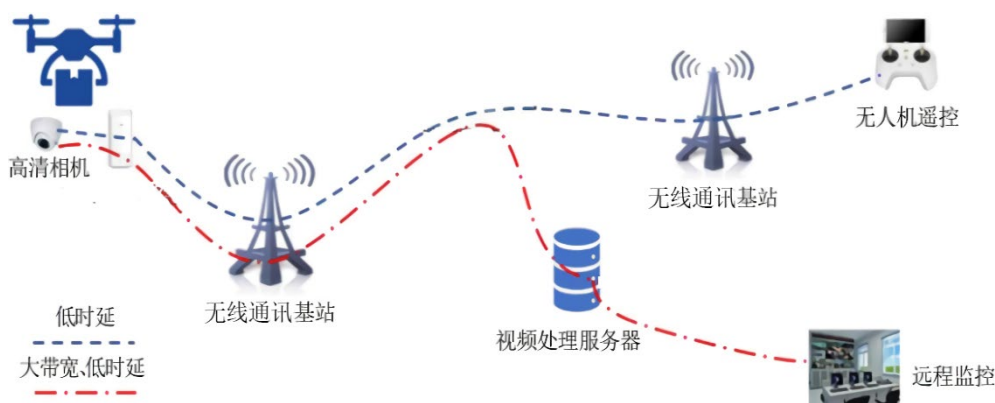 无人机遥控
高清相机
无线通讯基站
无线通讯基站
低时延
视频处理服务器
大带宽、低时延
远程监控